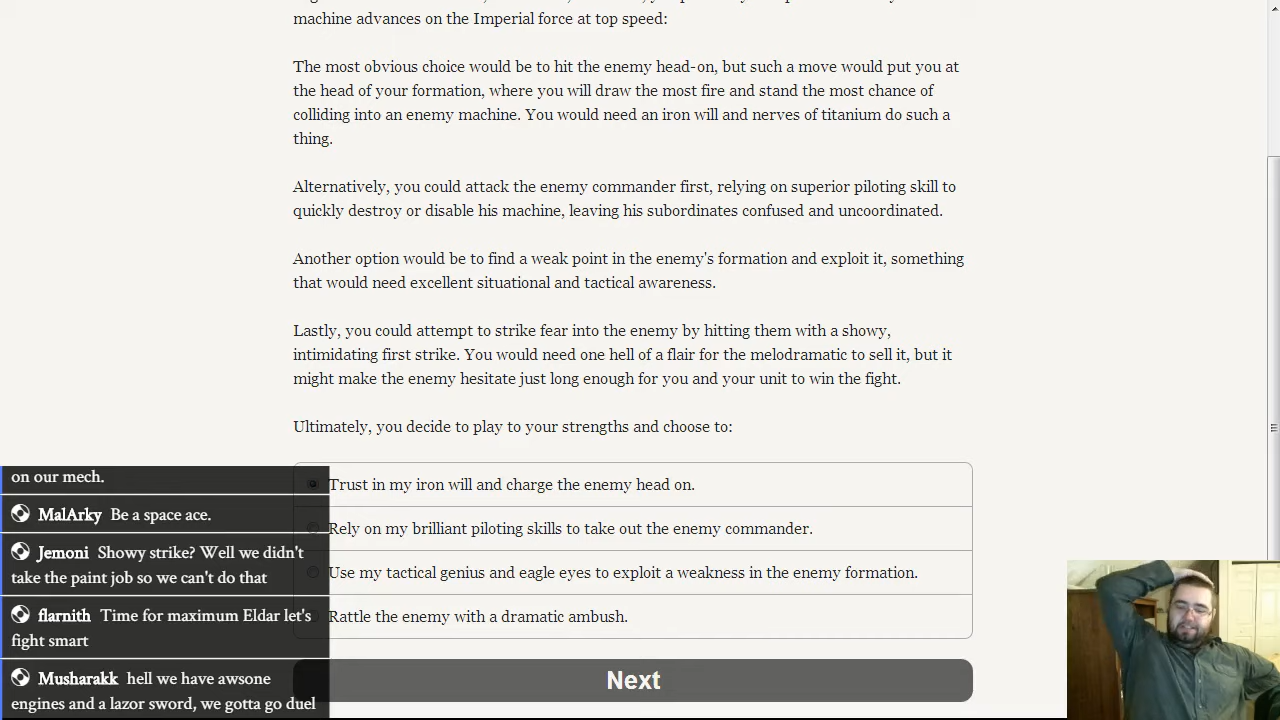 machine advances on the Imperial force at top speed:
The most obvious choice would be to hit the enemy head-on, but such a move would put you at
the head of your formation, where you will draw the most fire and stand the most chance of
colliding into an enemy machine. You would need an iron will and nerves of titanium do such a
thing.
Alternatively, you could attack the enemy commander first, relying on superior piloting skill to
quickly destroy or disable his machine, leaving his subordinates confused and uncoordinated.
Another option would be to find a weak point in the enemy's formation and exploit it, something
that would need excellent situational and tactical awareness.
Lastly, you could attempt to strike fear into the enemy by hitting them with a showy,
intimidating first strike. You would need one hell of a flair for the melodramatic to sell it, but it
might make the enemy hesitate just long enough for you and your unit to win the fight.
Ultimately, you decide to play to your strengths and choose to:
Trust in my iron will and charge the enemy head on.
Rely on my brilliant piloting skills to take out the enemy commander.
Use my tactical genius and eagle eyes to exploit a weakness in the enemy formation.
Rattle the enemy with a dramatic ambush.
Next
on our mech.
MalArky Be a space ace.
Jemoni Showy strike? Well we didn't
take the paint job so we can't do that
flarnith Time for maximum Eldar let's
fight smart
Musharakk hell we have awsone
engines and a lazor sword, we gotta go duel